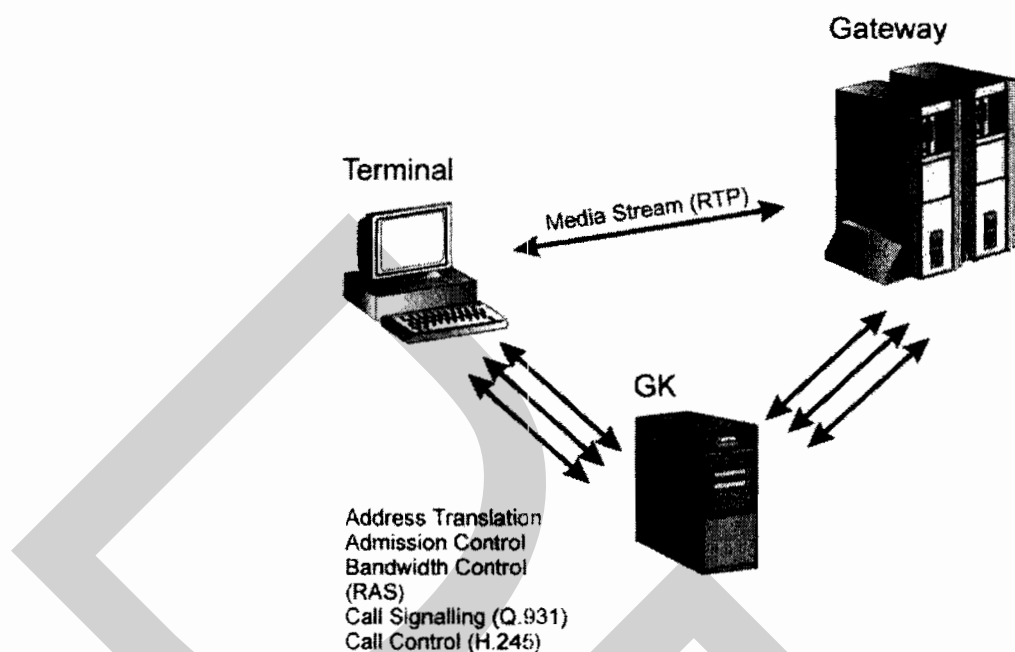 Gateway
Terminal
Media Stream (RTP)
GK
Address Translation
Admission Control
Bandwidth Control
(RAS)
Call Signalling (Q.931)
Call Control (H.245)